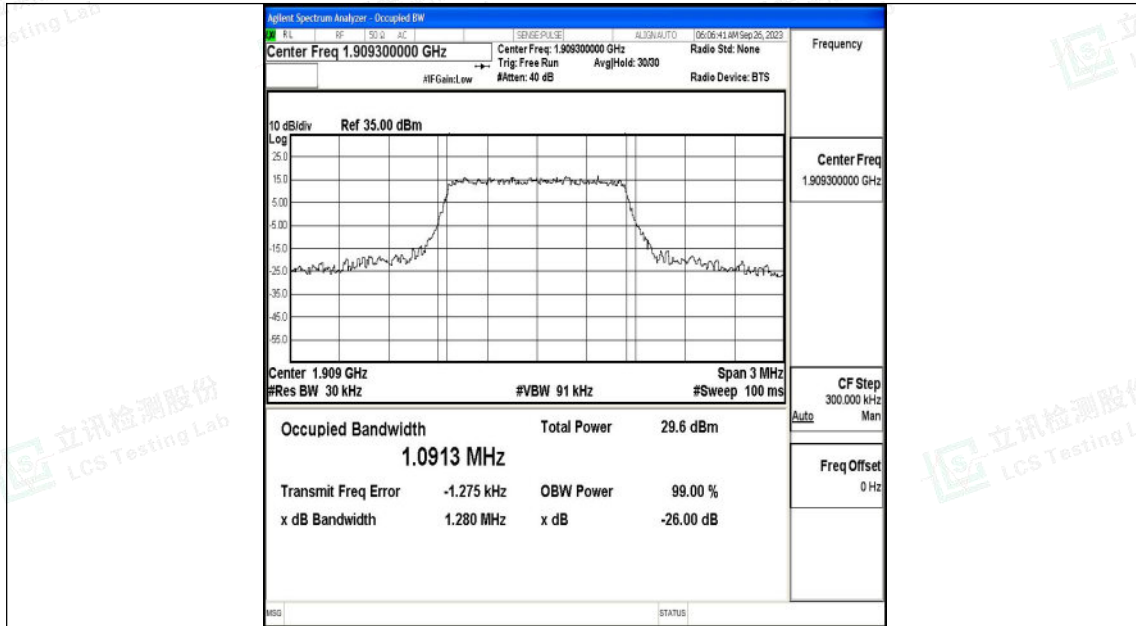 Agilent Spectrum Analyzer - Occupied BW
RL RF 50 Ω AC SENSE:PULSE ALIGNAUTO 06:06:41 AM Sep 26, 2023
Center Freq 1.909300000 GHz
Center Freq: 1.909300000 GHz
Radio Std: None
Trig: Free Run Avg|Hold: 30/30
#IFGain:Low #Atten: 40 dB Radio Device: BTS
Frequency
10 dB/div Ref 35.00 dBm
Log
25.0
15.0
5.00
-5.00
-15.0
-25.0
-35.0
-45.0
-55.0
Center 1.909 GHz Span 3 MHz
#Res BW 30 kHz #VBW 91 kHz #Sweep 100 ms
Center Freq
1.909300000 GHz
CF Step
300.000 kHz
Auto Man
Freq Offset
0 Hz
Occupied Bandwidth Total Power 29.6 dBm
1.0913 MHz
Transmit Freq Error -1.275 kHz OBW Power 99.00 %
x dB Bandwidth 1.280 MHz x dB -26.00 dB
MSG STATUS
立讯检测股份
LCS Testing Lab
立讯检测股份
LCS Testing L
sting Lab